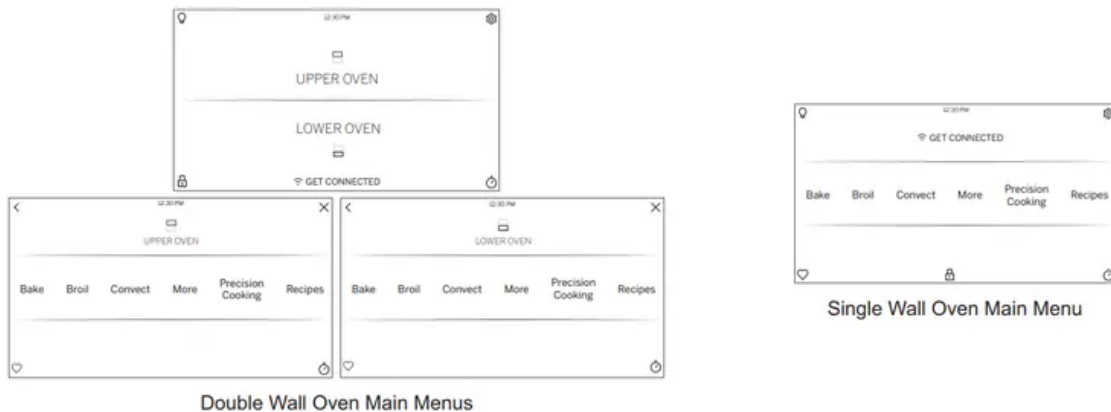 12:30 PM
UPPER OVEN
LOWER OVEN
GET CONNECTED
12:30 PM
UPPER OVEN
Bake Broil Convect More Precision Cooking Recipes
12:30 PM
LOWER OVEN
Bake Broil Convect More Precision Cooking Recipes
Double Wall Oven Main Menus
12:30 PM
GET CONNECTED
Bake Broil Convect More Precision Cooking Recipes
Single Wall Oven Main Menu